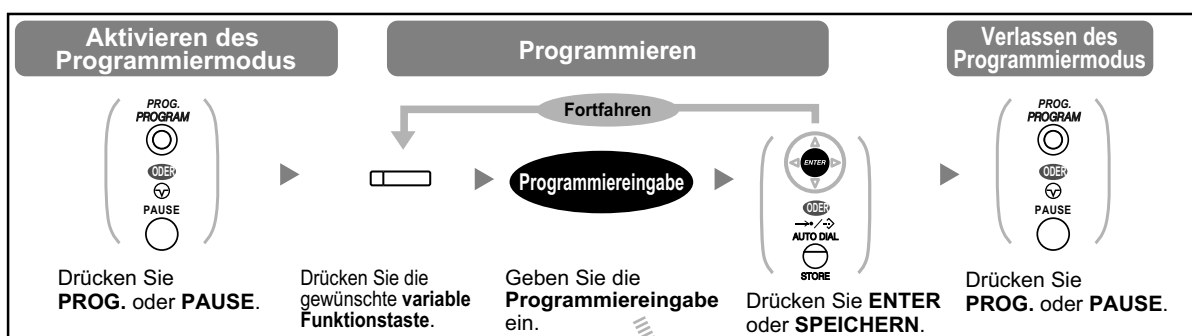 Aktivieren des
Programmiermodus
Programmieren
Verlassen des
Programmiermodus
Fortfahren
PROG.
PROGRAM
ODER
PAUSE
Drücken Sie
PROG. oder PAUSE.
Drücken Sie die
gewünschte variable
Funktionstaste.
Programmiereingabe
Geben Sie die
Programmiereingabe
ein.
ENTER
ODER
AUTO DIAL
STORE
Drücken Sie ENTER
oder SPEICHERN.
PROG.
PROGRAM
ODER
PAUSE
Drücken Sie
PROG. oder PAUSE.